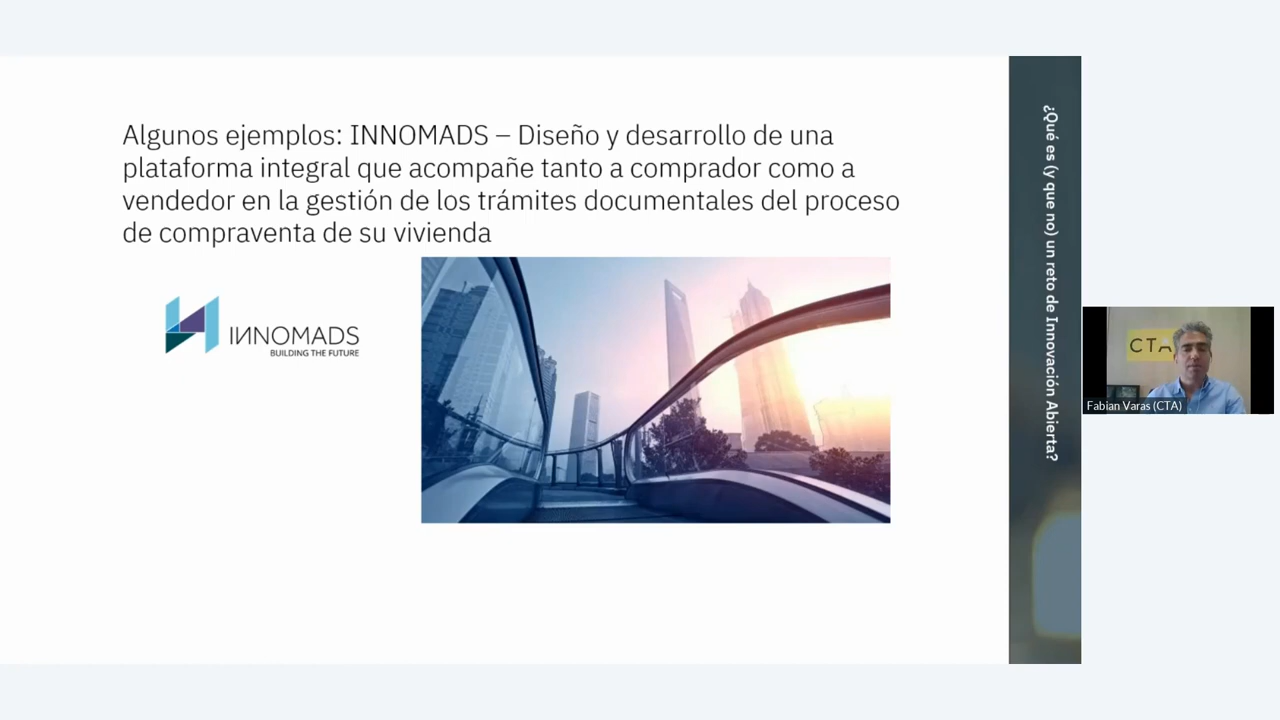 Algunos ejemplos: INNOMADS – Diseño y desarrollo de una
plataforma integral que acompañe tanto a comprador como a
vendedor en la gestión de los trámites documentales del proceso
de compraventa de su vivienda
INNOMADS
BUILDING THE FUTURE
¿Qué es (y que no) un reto de Innovación Abierta?
CTA
Fabian Varas (CTA)